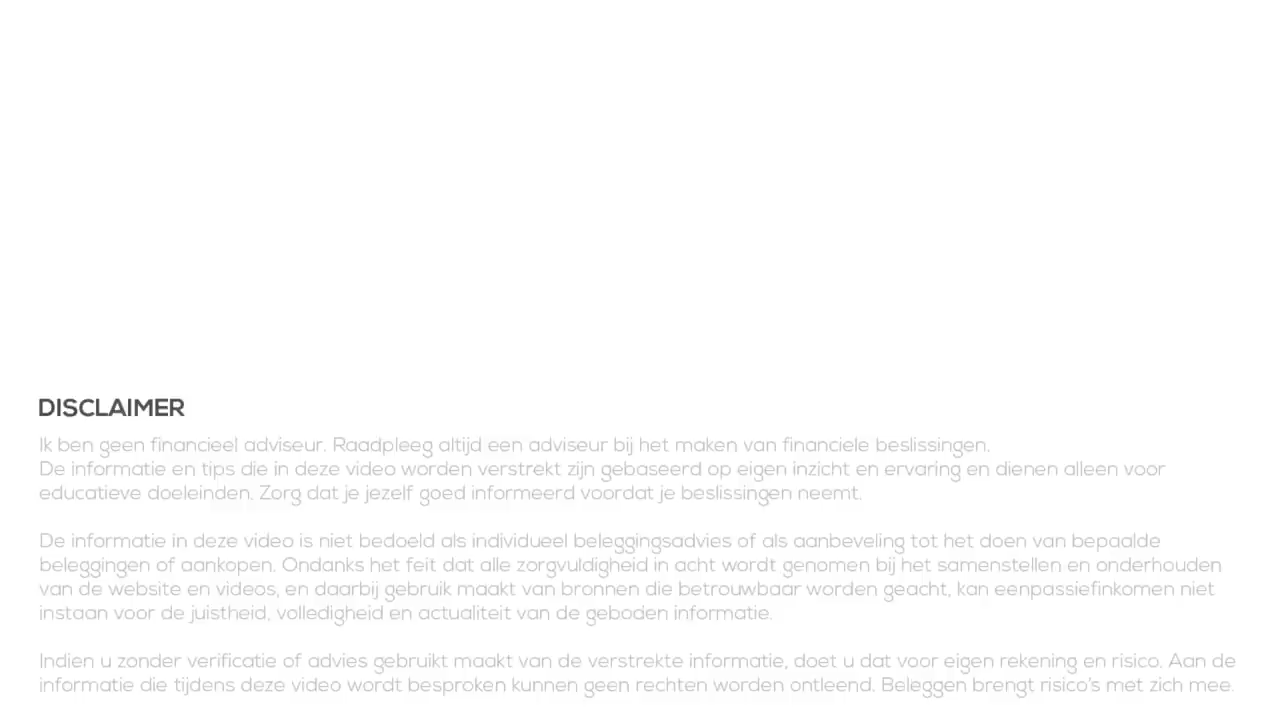 DISCLAIMER
Ik ben geen financieel adviseur. Raadpleeg altijd een adviseur bij het maken van financiele beslissingen.
De informatie en tips die in deze video worden verstrekt zijn gebaseerd op eigen inzicht en ervaring en dienen alleen voor
educatieve doeleinden. Zorg dat je jezelf goed informeerd voordat je beslissingen neemt.
De informatie in deze video is niet bedoeld als individueel beleggingsadvies of als aanbeveling tot het doen van bepaalde
beleggingen of aankopen. Ondanks het feit dat alle zorgvuldigheid in acht wordt genomen bij het samenstellen en onderhouden
van de website en videos, en daarbij gebruik maakt van bronnen die betrouwbaar worden geacht, kan eenpassiefinkomen niet
instaan voor de juistheid, volledigheid en actualiteit van de geboden informatie.
Indien u zonder verificatie of advies gebruikt maakt van de verstrekte informatie, doet u dat voor eigen rekening en risico. Aan de
informatie die tijdens deze video wordt besproken kunnen geen rechten worden ontleend. Beleggen brengt risico's met zich mee.